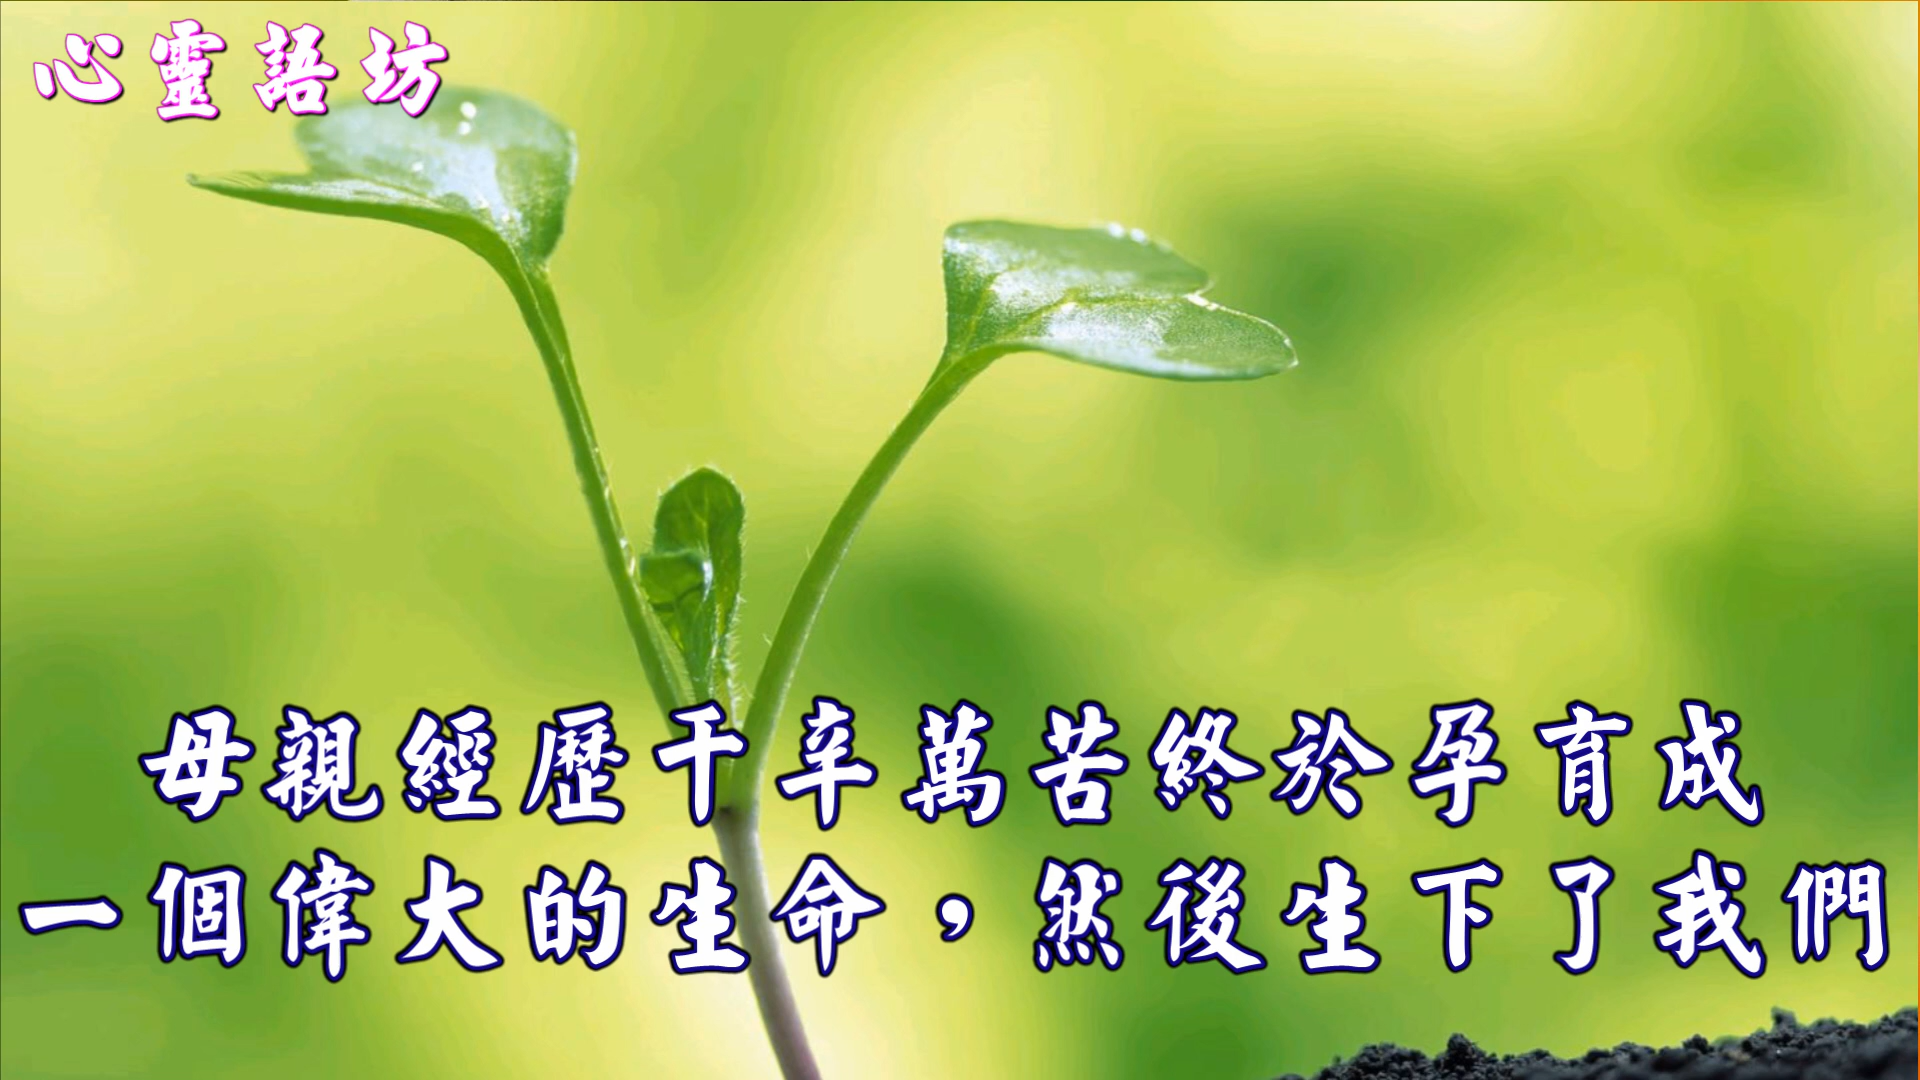 心靈語坊
母親經歷千辛萬苦終於孕育成
一個偉大的生命，然後生下了我們